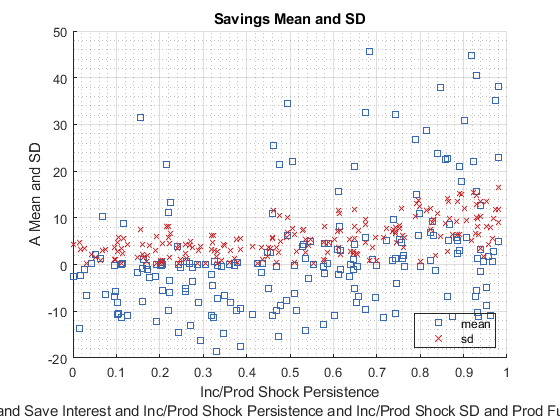 Savings Mean and SD
50
40
30
20
10
0
-10
-20
A Mean and SD
mean
sd
0 0.1 0.2 0.3 0.4 0.5 0.6 0.7 0.8 0.9 1
Inc/Prod Shock Persistence
and Save Interest and Inc/Prod Shock Persistence and Inc/Prod Shock SD and Prod Fu